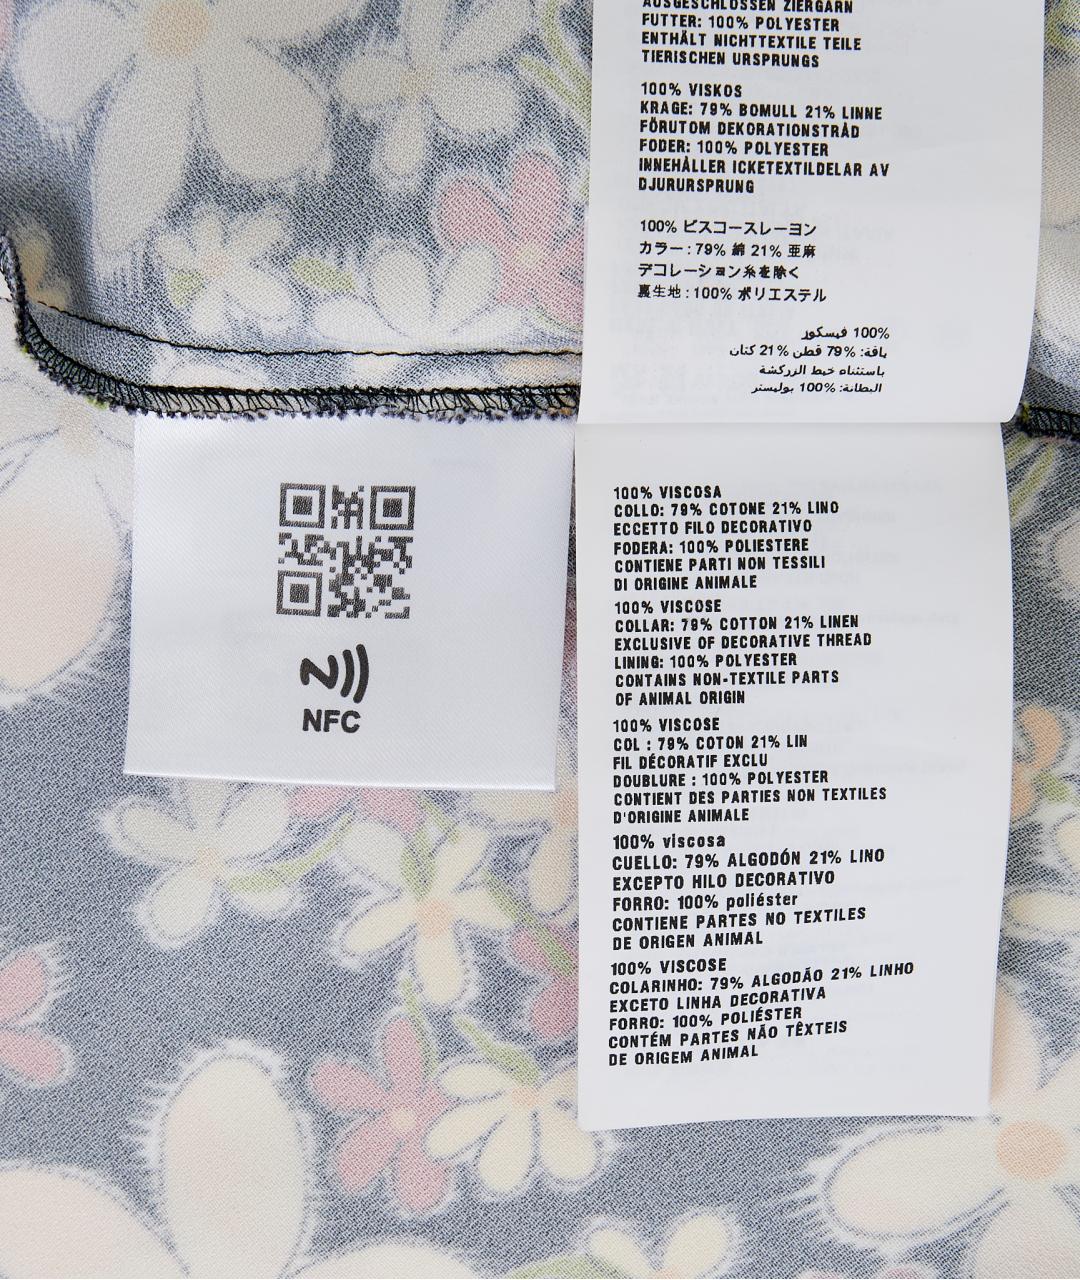 AUSGESCHLOSSEN ZIERGARN
FUTTER: 100% POLYESTER
ENTHÄLT NICHTTEXTILE TEILE
TIERISCHEN URSPRUNGS
100% VISKOS
KRAGE: 79% BOMULL 21% LINNE
FÖRUTOM DEKORATIONSTRÅD
FODER: 100% POLYESTER
INNEHÅLLER ICKETEXTILDELAR AV
DJURURSPRUNG
100% ビスコースレーヨン
カラー: 79% 綿 21% 亜麻
デコレーション糸を除く
裏生地: 100% ポリエステル
100% فيسكوز
ياقة: 79% قطن 21% كتان
باستثناء خيط الزركشة
البطانة: 100% بوليستر
NFC
100% VISCOSA
COLLO: 79% COTONE 21% LINO
ECCETTO FILO DECORATIVO
FODERA: 100% POLIESTERE
CONTIENE PARTI NON TESSILI
DI ORIGINE ANIMALE
100% VISCOSE
COLLAR: 79% COTTON 21% LINEN
EXCLUSIVE OF DECORATIVE THREAD
LINING: 100% POLYESTER
CONTAINS NON-TEXTILE PARTS
OF ANIMAL ORIGIN
100% VISCOSE
COL : 79% COTON 21% LIN
FIL DÉCORATIF EXCLU
DOUBLURE : 100% POLYESTER
CONTIENT DES PARTIES NON TEXTILES
D'ORIGINE ANIMALE
100% viscosa
CUELLO: 79% ALGODÓN 21% LINO
EXCEPTO HILO DECORATIVO
FORRO: 100% poliéster
CONTIENE PARTES NO TEXTILES
DE ORIGEN ANIMAL
100% VISCOSE
COLARINHO: 79% ALGODÃO 21% LINHO
EXCETO LINHA DECORATIVA
FORRO: 100% POLIÉSTER
CONTÉM PARTES NÃO TÊXTEIS
DE ORIGEM ANIMAL